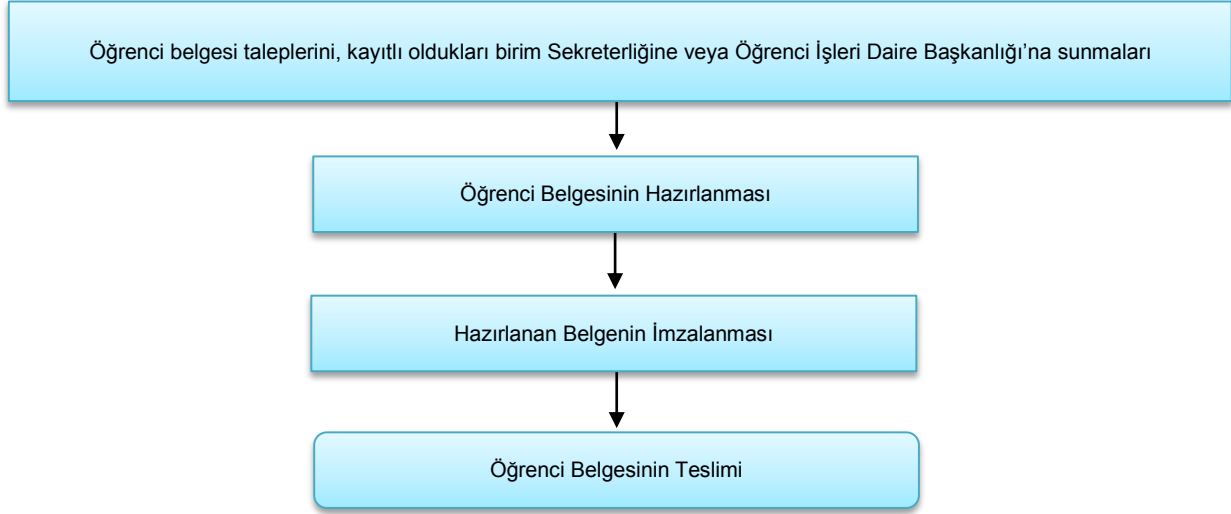 Öğrenci belgesi taleplerini, kayıtlı oldukları birim Sekreterliğine veya Öğrenci İşleri Daire Başkanlığı’na sunmaları
Öğrenci Belgesinin Hazırlanması
Hazırlanan Belgenin İmzalanması
Öğrenci Belgesinin Teslimi